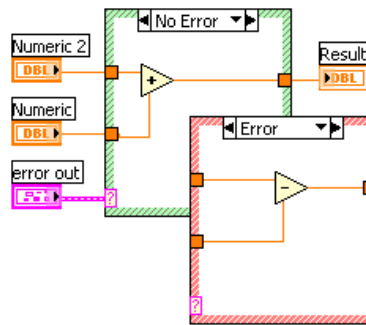 No Error
Numeric 2
DBL
Result
DBL
+
Numeric
DBL
Error
error out
?
-
?